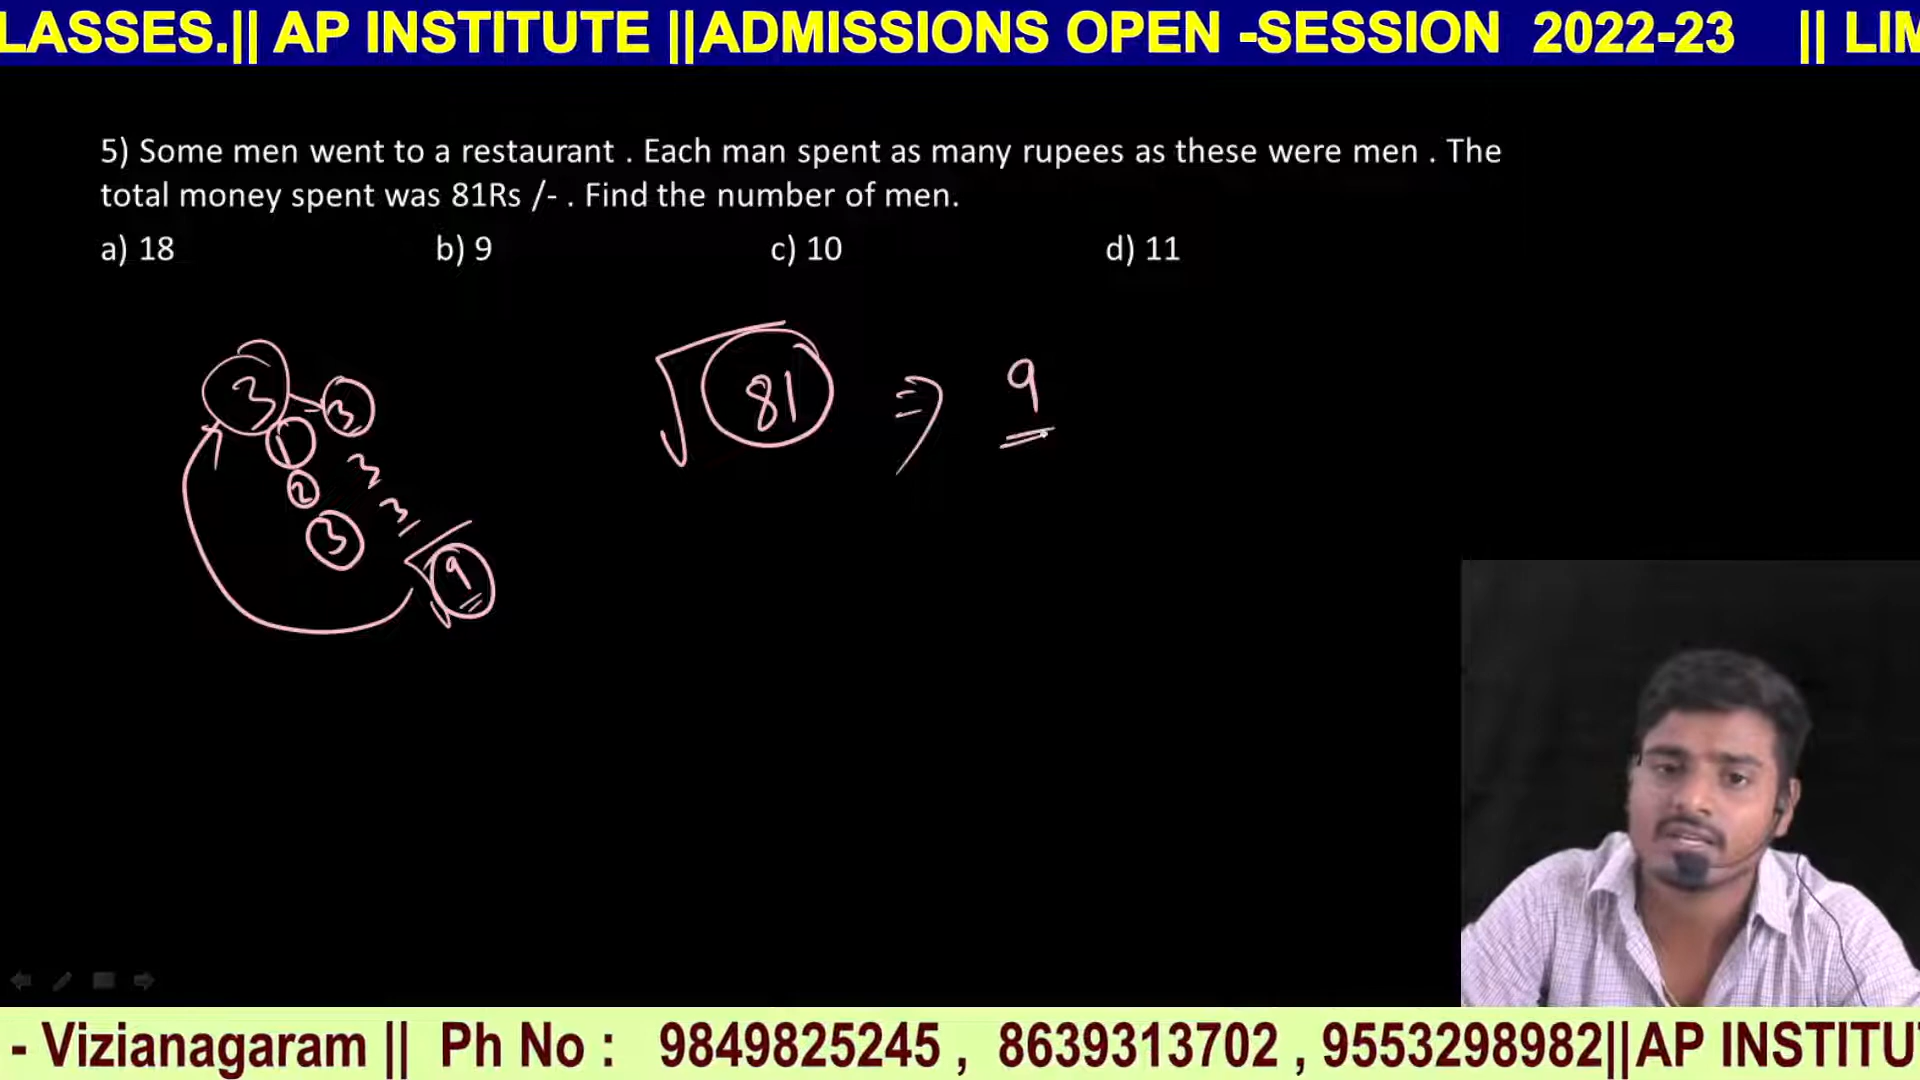 LASSES.|| AP INSTITUTE ||ADMISSIONS OPEN -SESSION 2022-23 || LIM
5) Some men went to a restaurant . Each man spent as many rupees as these were men . The
total money spent was 81Rs /- . Find the number of men.
a) 18 b) 9 c) 10 d) 11
3 3
√81 ⇒ 9
1 3
2 3
3 √9
- Vizianagaram || Ph No : 9849825245 , 8639313702 , 9553298982||AP INSTITU